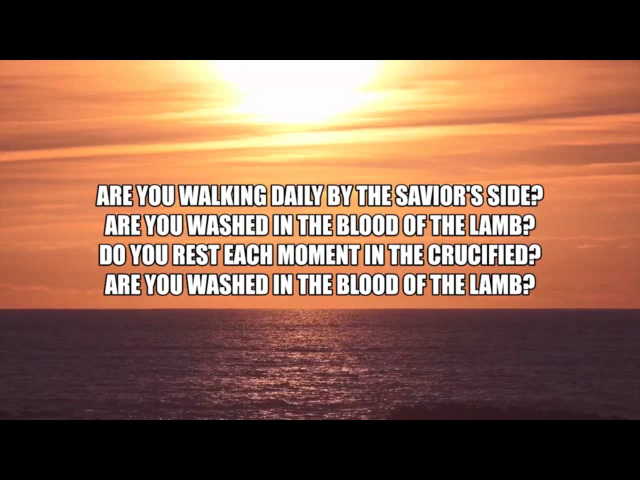 ARE YOU WALKING DAILY BY THE SAVIOR'S SIDE?
ARE YOU WASHED IN THE BLOOD OF THE LAMB?
DO YOU REST EACH MOMENT IN THE CRUCIFIED?
ARE YOU WASHED IN THE BLOOD OF THE LAMB?